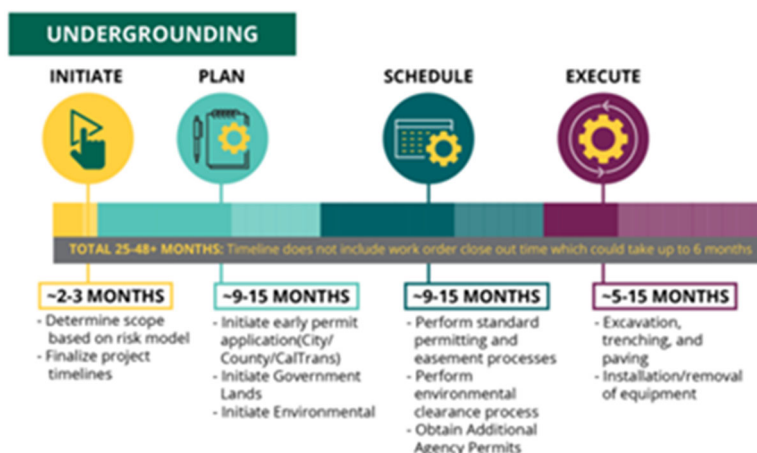 UNDERGROUNDING
INITIATE
PLAN
SCHEDULE
EXECUTE
TOTAL 25-48+ MONTHS: Timeline does not include work order close out time which could take up to 6 months
~2-3 MONTHS
- Determine scope
based on risk model
- Finalize project
timelines
~9-15 MONTHS
- Initiate early permit
application(City/
County/CalTrans)
- Initiate Government
Lands
- Initiate Environmental
~9-15 MONTHS
- Perform standard
permitting and
easement processes
- Perform
environmental
clearance process
- Obtain Additional
Agency Permits
~5-15 MONTHS
- Excavation,
trenching, and
paving
- Installation/removal
of equipment